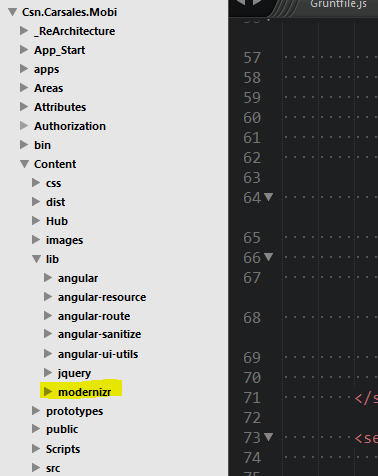 Csn.Carsales.Mobi
_ReArchitecture
App_Start
apps
Areas
Attributes
Authorization
bin
Content
css
dist
Hub
images
lib
angular
angular-resource
angular-route
angular-sanitize
angular-ui-utils
jquery
modernizr
prototypes
public
Scripts
src
Gruntfile.js
57
58
59
60
61
62
63
64
65
66
67
68
69
70
71 </s
72
73 <se
74